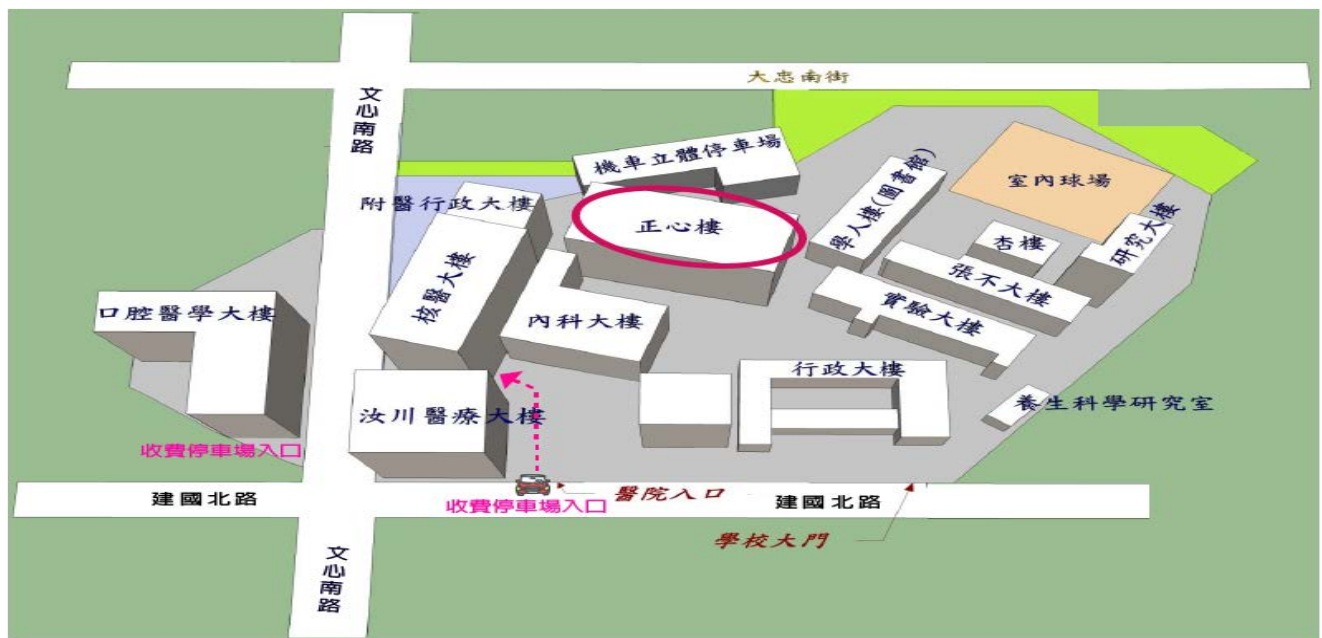 大忠南街
文心南路
機車立體停車場
學人樓(圖書館)
室內球場
附醫行政大樓
正心樓
杏樓
研究大樓
張不大樓
核醫大樓
口腔醫學大樓
內科大樓
實驗大樓
行政大樓
汝川醫療大樓
養生科學研究室
收費停車場入口
建國北路
收費停車場入口
醫院入口
建國北路
學校大門
文心南路